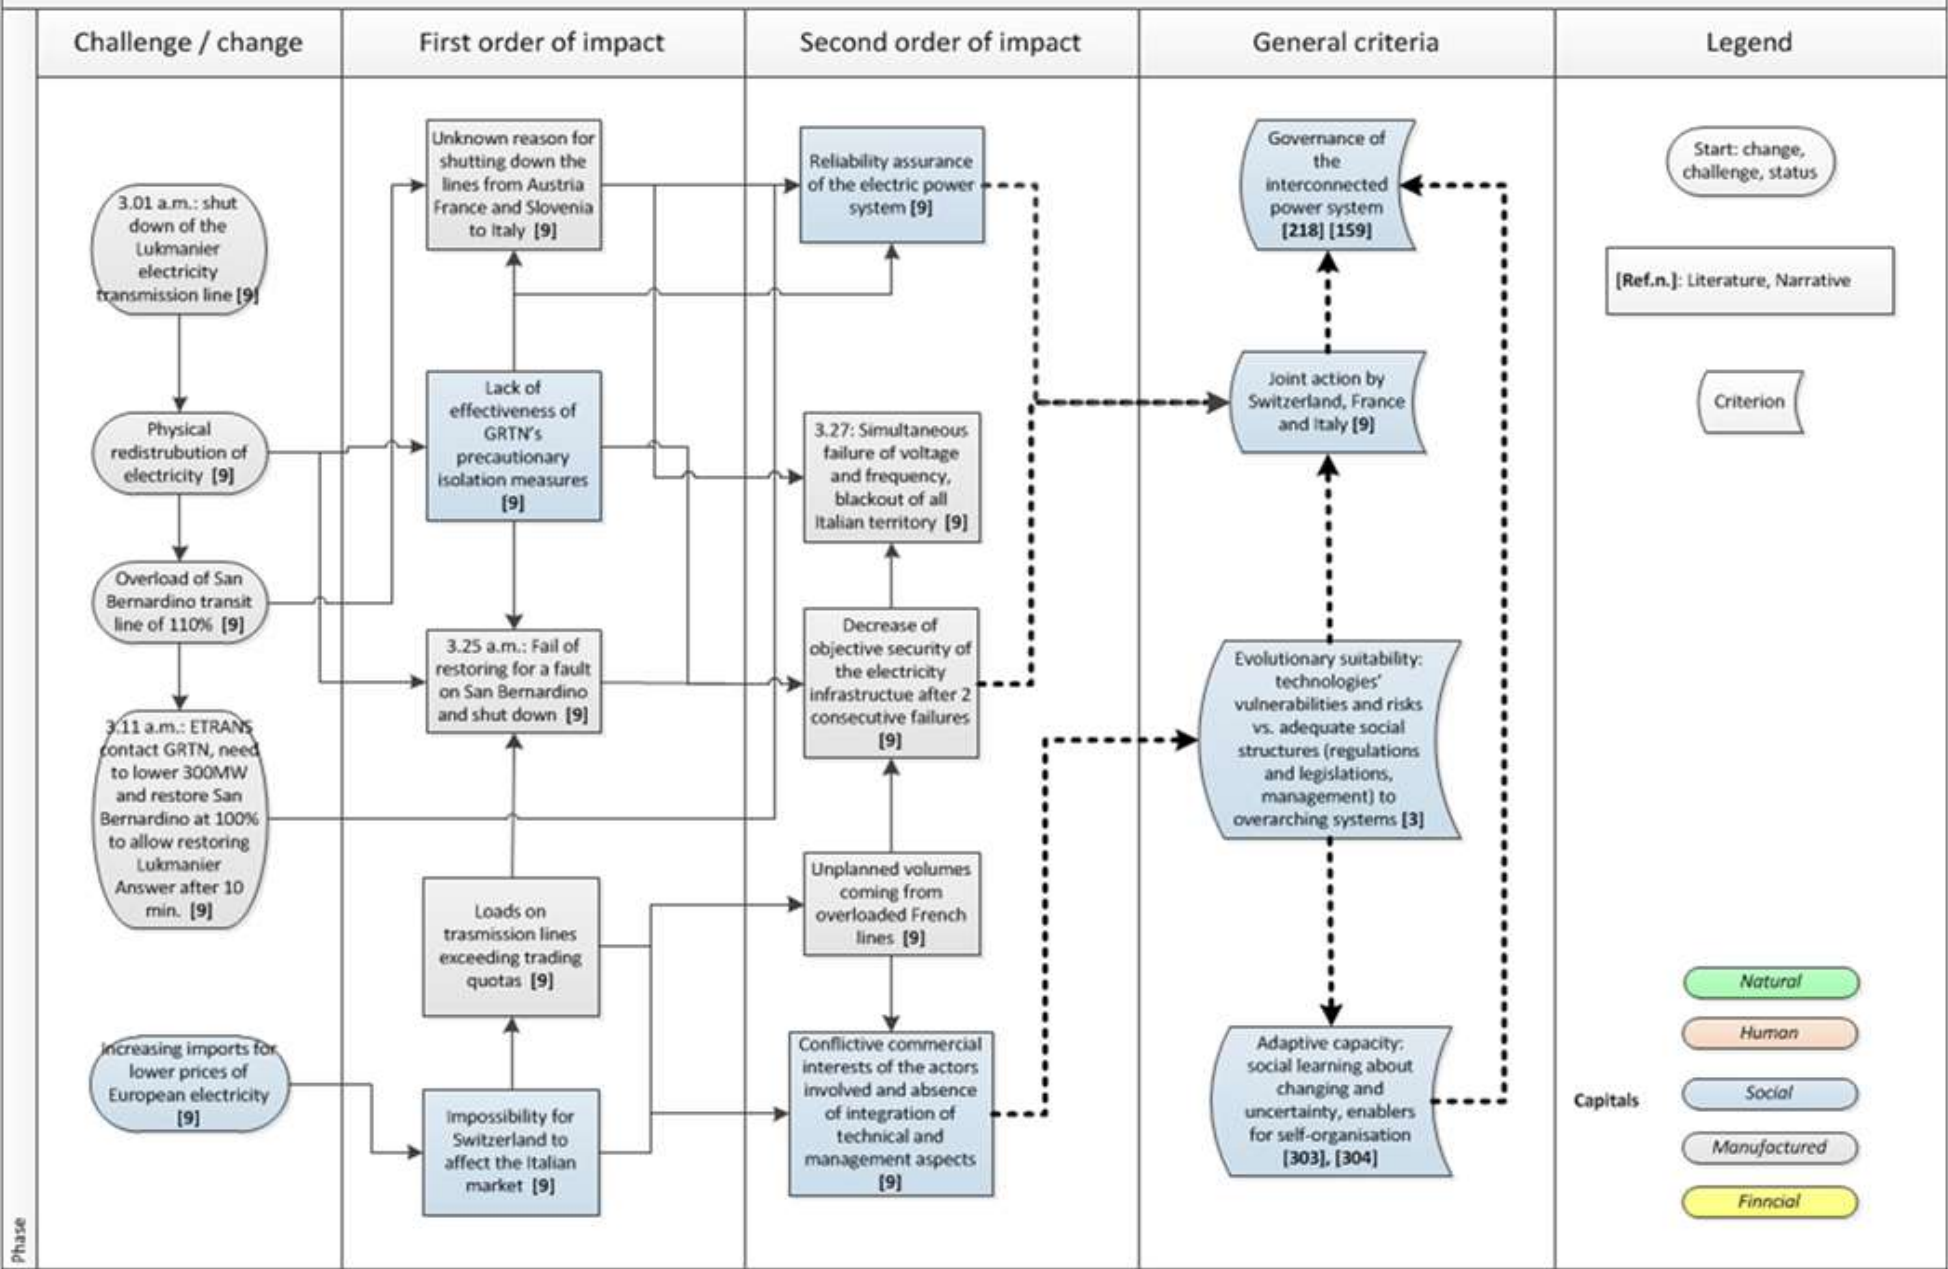 Challenge / change
First order of impact
Second order of impact
General criteria
Legend
Phase
3.01 a.m.: shut
down of the
Lukmanier
electricity
transmission line [9]
Physical
redistrubution of
electricity [9]
Overload of San
Bernardino transit
line of 110% [9]
3.11 a.m.: ETRANS
contact GRTN, need
to lower 300MW
and restore San
Bernardino at 100%
to allow restoring
Lukmanier
Answer after 10
min. [9]
Increasing imports for
lower prices of
European electricity
[9]
Unknown reason for
shutting down the
lines from Austria
France and Slovenia
to Italy [9]
Lack of
effectiveness of
GRTN's
precautionary
isolation measures
[9]
3.25 a.m.: Fail of
restoring for a fault
on San Bernardino
and shut down [9]
Loads on
trasmission lines
exceeding trading
quotas [9]
Impossibility for
Switzerland to
affect the Italian
market [9]
Reliability assurance
of the electric power
system [9]
3.27: Simultaneous
failure of voltage
and frequency,
blackout of all
Italian territory [9]
Decrease of
objective security of
the electricity
infrastructue after 2
consecutive failures
[9]
Unplanned volumes
coming from
overloaded French
lines [9]
Conflictive commercial
interests of the actors
involved and absence
of integration of
technical and
management aspects
[9]
Governance of
the
interconnected
power system
[218] [159]
Joint action by
Switzerland, France
and Italy [9]
Evolutionary suitability:
technologies'
vulnerabilities and risks
vs. adequate social
structures (regulations
and legislations,
management) to
overarching systems [3]
Adaptive capacity:
social learning about
changing and
uncertainty, enablers
for self-organisation
[303], [304]
Start: change,
challenge, status
[Ref.n.]: Literature, Narrative
Criterion
Capitals
Natural
Human
Social
Manufactured
Finncial